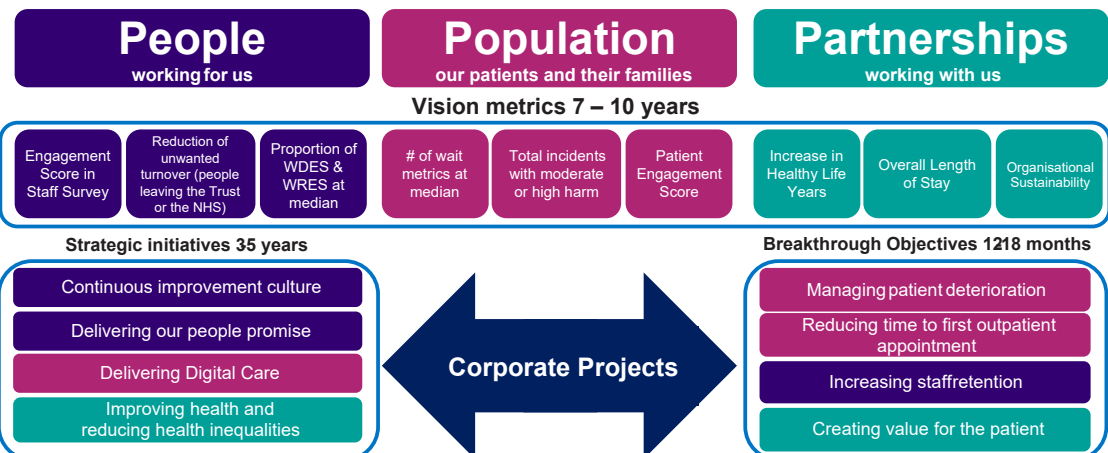 People
working for us
Population
our patients and their families
Partnerships
working with us
Vision metrics 7 – 10 years
Engagement
Score in
Staff Survey
Reduction of
unwanted
turnover (people
leaving the Trust
or the NHS)
Proportion of
WDES &
WRES at
median
# of wait
metrics at
median
Total incidents
with moderate
or high harm
Patient
Engagement
Score
Increase in
Healthy Life
Years
Overall Length
of Stay
Organisational
Sustainability
Strategic initiatives 35 years
Continuous improvement culture
Delivering our people promise
Delivering Digital Care
Improving health and
reducing health inequalities
Corporate Projects
Breakthrough Objectives 1218 months
Managing patient deterioration
Reducing time to first outpatient
appointment
Increasing staffretention
Creating value for the patient